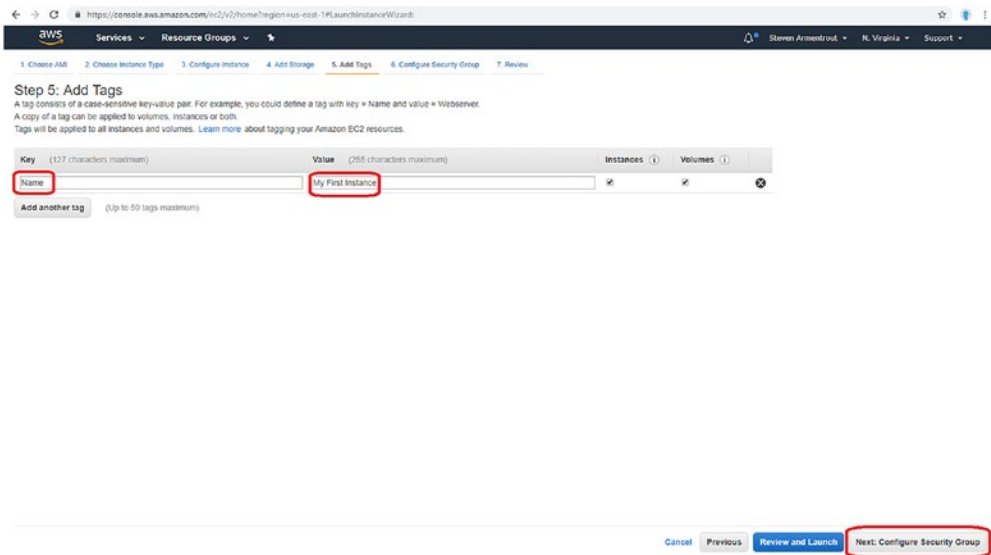 https://console.aws.amazon.com/ec2/v2/home?region=us-east-1#LaunchInstanceWizard:
aws Services Resource Groups Steven Armentrout N. Virginia Support
1. Choose AMI 2. Choose Instance Type 3. Configure Instance 4. Add Storage 5. Add Tags 6. Configure Security Group 7. Review
Step 5: Add Tags
A tag consists of a case-sensitive key-value pair. For example, you could define a tag with key = Name and value = Webserver.
A copy of a tag can be applied to volumes, instances or both.
Tags will be applied to all instances and volumes. Learn more about tagging your Amazon EC2 resources.
Key (127 characters maximum) Value (255 characters maximum) Instances Volumes
Name My First Instance
Add another tag (Up to 50 tags maximum)
Cancel Previous Review and Launch Next: Configure Security Group